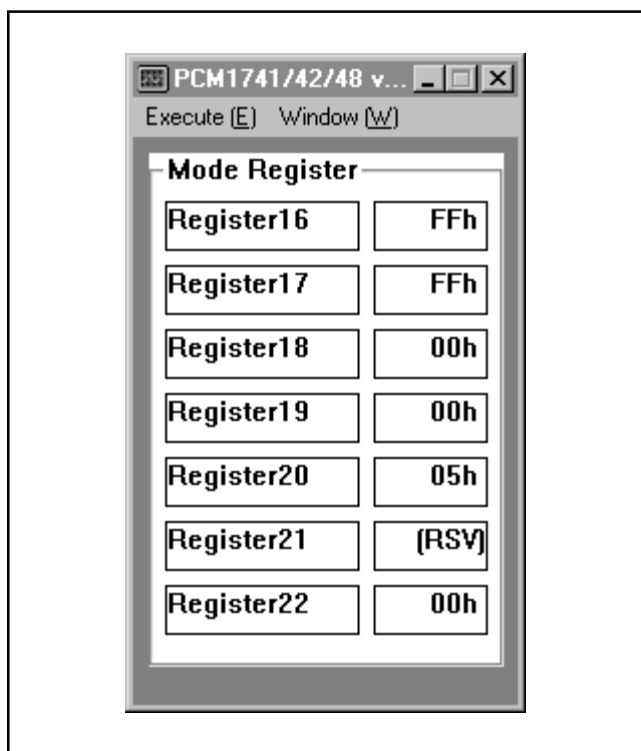 PCM1741/42/48 v...
Execute (E) Window (W)
Mode Register
Register16 FFh
Register17 FFh
Register18 00h
Register19 00h
Register20 05h
Register21 (RSV)
Register22 00h